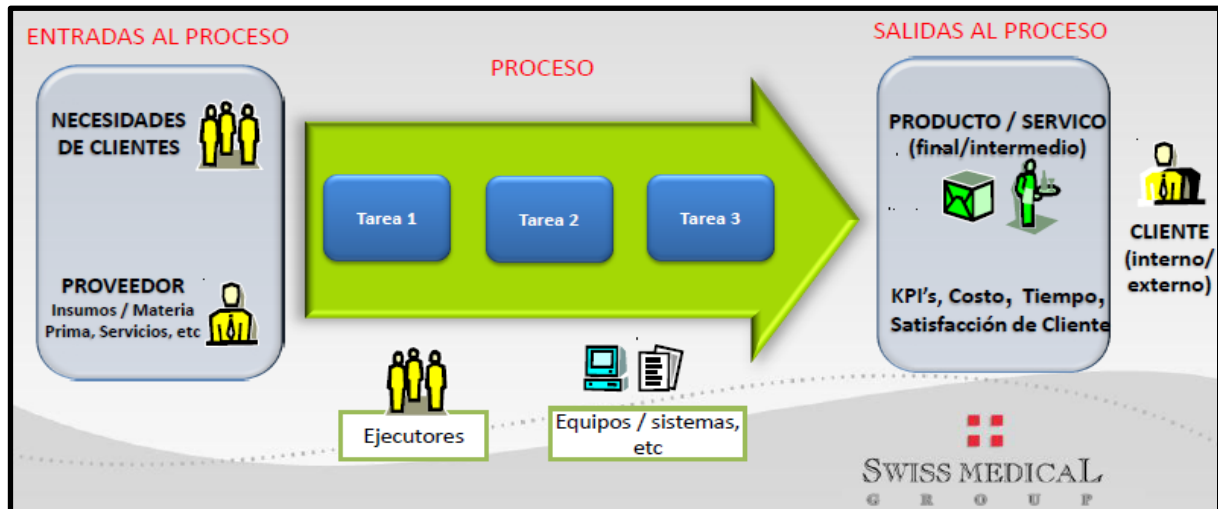 ENTRADAS AL PROCESO
NECESIDADES
DE CLIENTES
PROVEEDOR
Insumos / Materia
Prima, Servicios, etc
PROCESO
Tarea 1
Tarea 2
Tarea 3
Ejecutores
Equipos / sistemas,
etc
SALIDAS AL PROCESO
PRODUCTO / SERVICO
(final/intermedio)
KPI's, Costo, Tiempo,
Satisfacción de Cliente
CLIENTE
(interno/
externo)
SWISS MEDICAL
GROUP